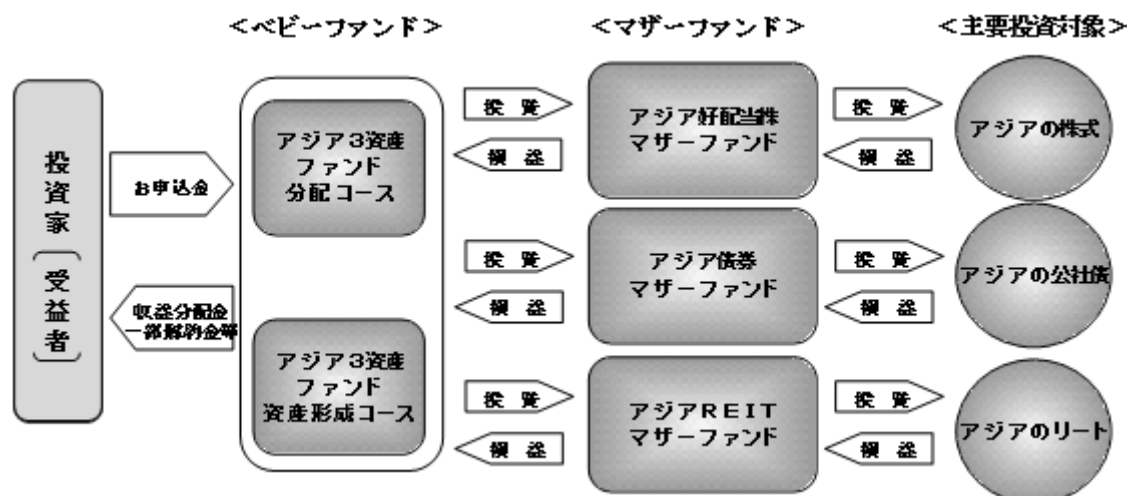 <ベビーファンド>
<マザーファンド>
<主要投資対象>
投資家
(受益者)
お申込金
収益分配金
一部解約金等
アジア3資産
ファンド
分配コース
アジア3資産
ファンド
資産形成コース
投資
損益
投資
損益
投資
損益
アジア好配当株
マザーファンド
アジア債券
マザーファンド
アジアREIT
マザーファンド
投資
損益
投資
損益
投資
損益
アジアの株式
アジアの公社債
アジアのリート